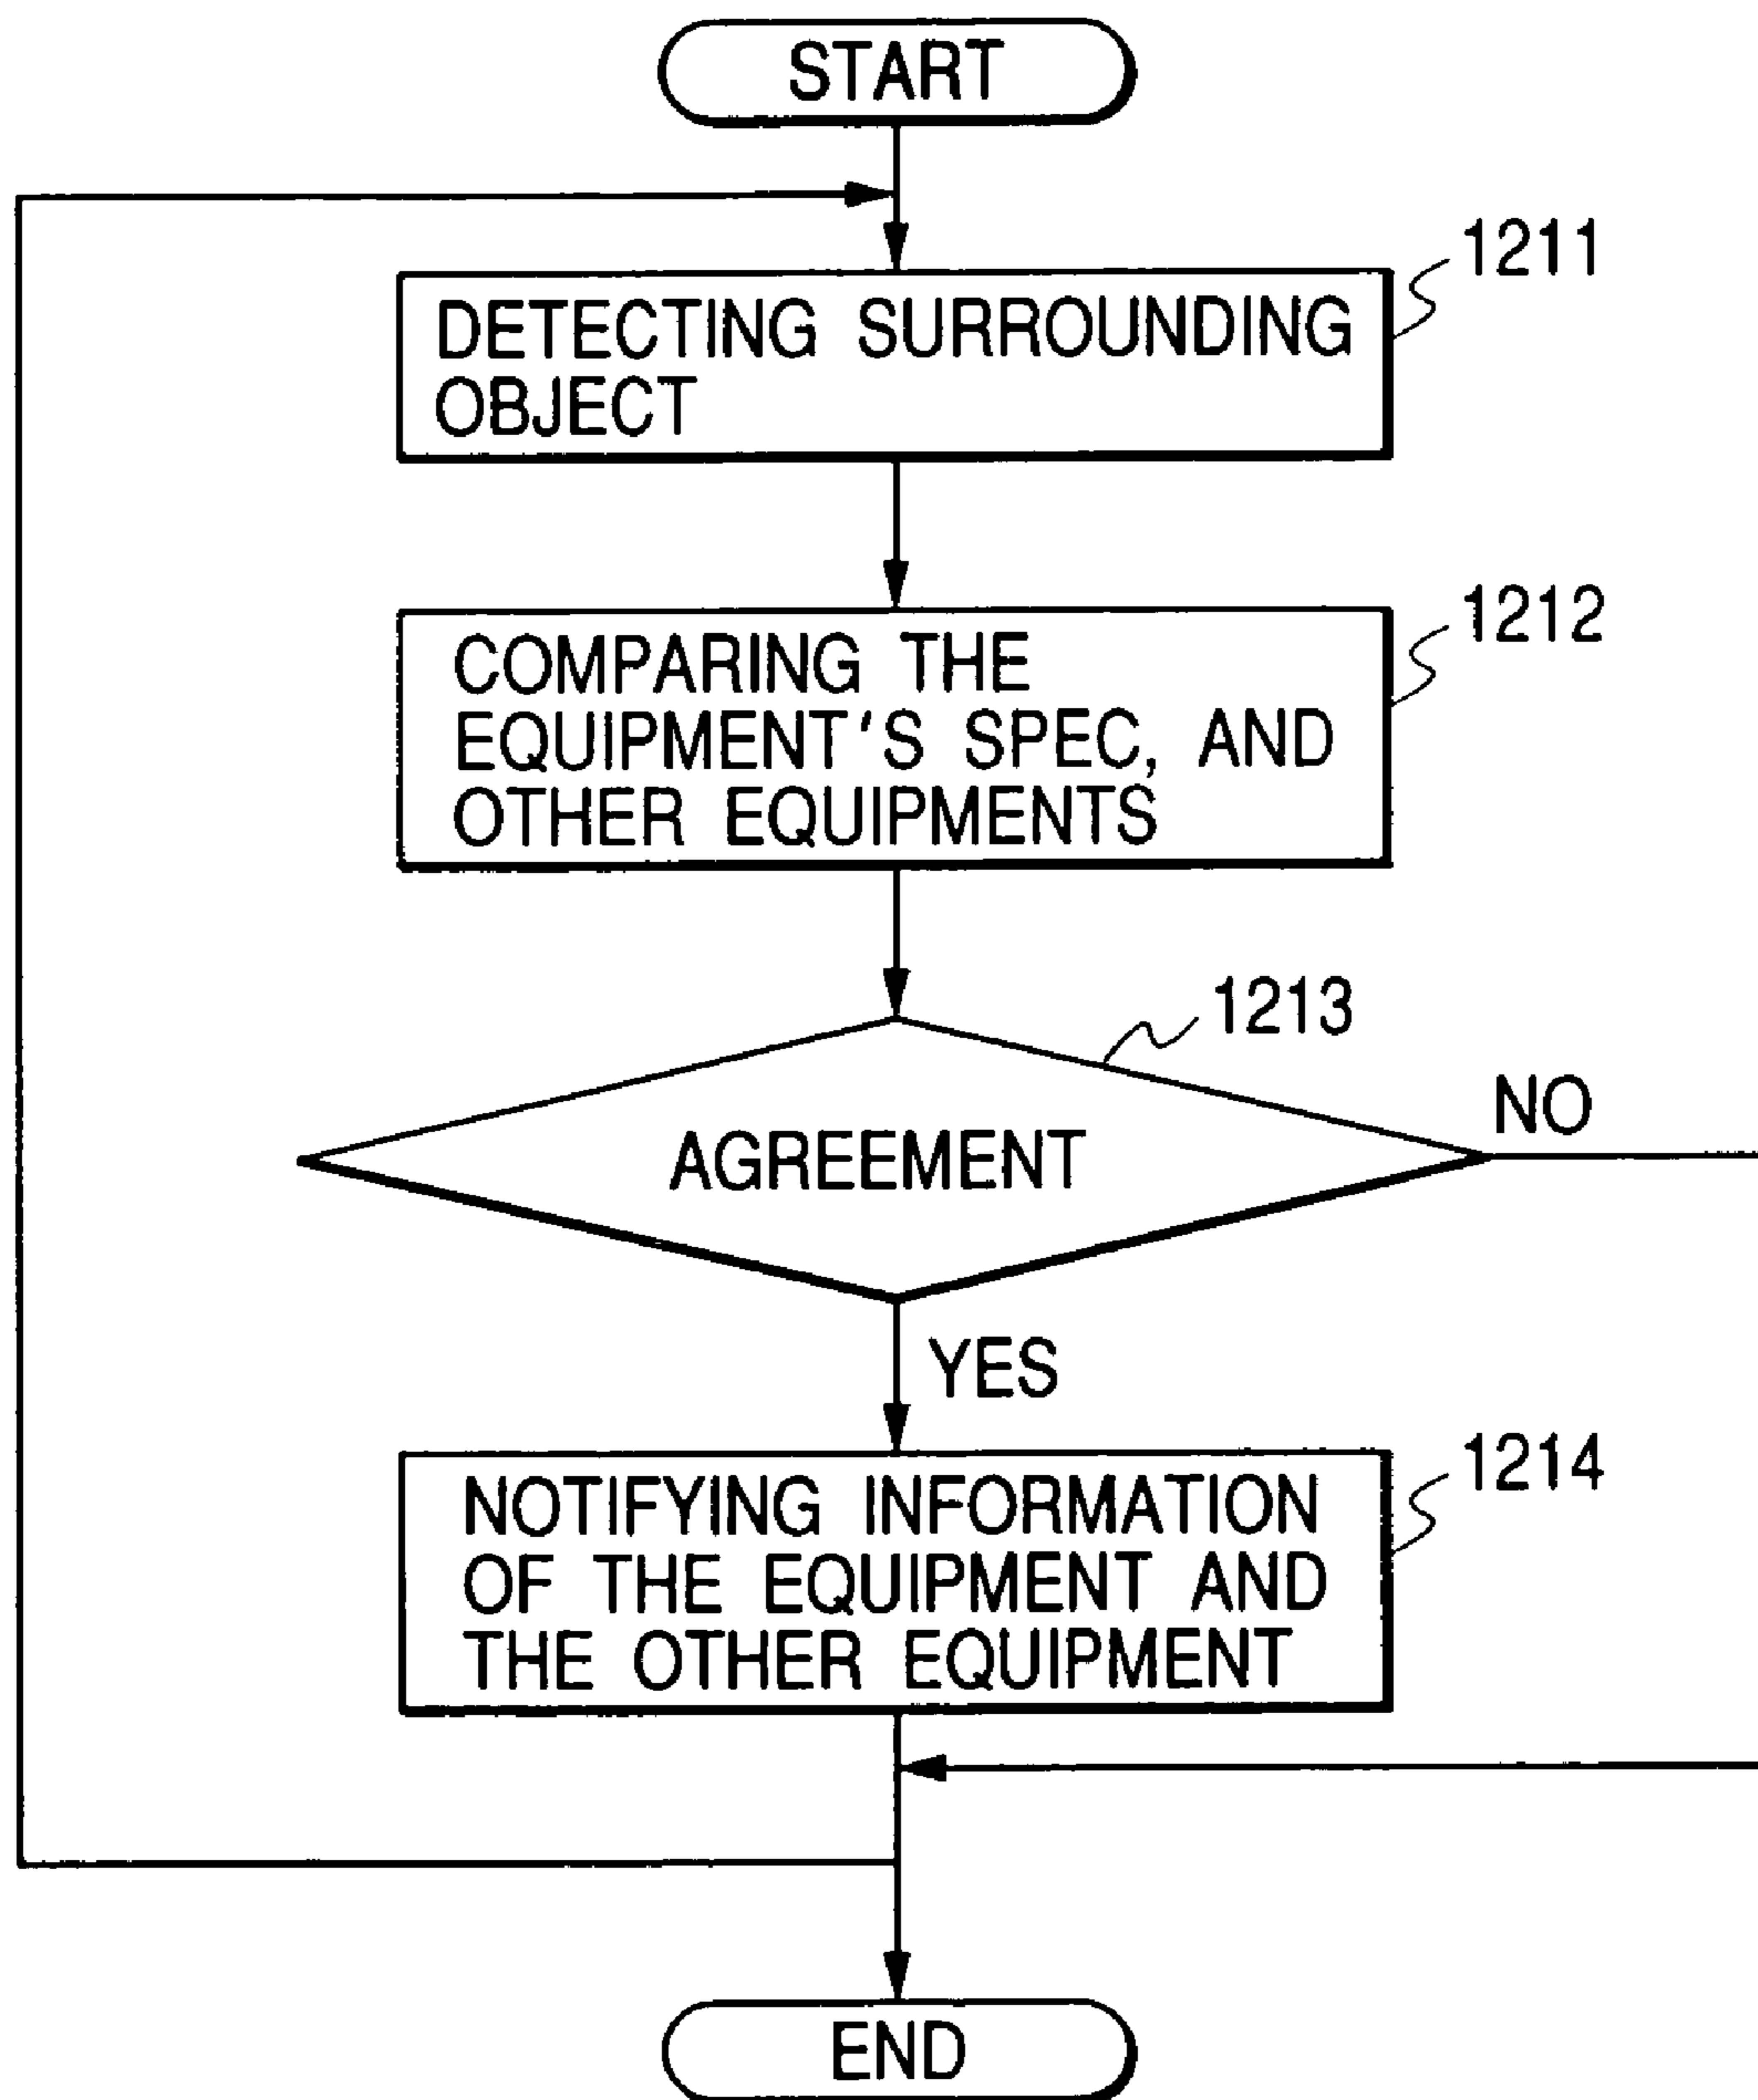 START
1211
DETECTING SURROUNDING
OBJECT
1212
COMPARING THE
EQUIPMENT'S SPEC, AND
OTHER EQUIPMENTS
1213
NO
AGREEMENT
YES
1214
NOTIFYING INFORMATION
OF THE EQUIPMENT AND
THE OTHER EQUIPMENT
END